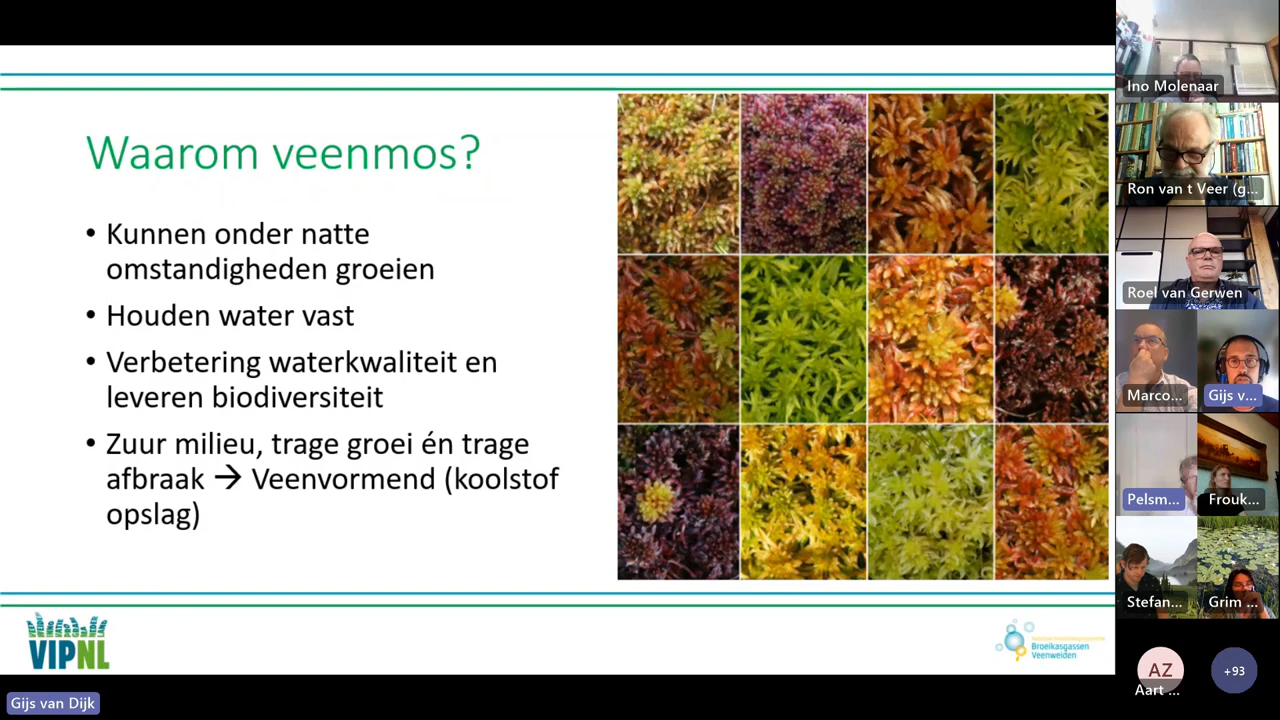 Waarom veenmos?
• Kunnen onder natte
omstandigheden groeien
• Houden water vast
• Verbetering waterkwaliteit en
leveren biodiversiteit
• Zuur milieu, trage groei én trage
afbraak → Veenvormend (koolstof
opslag)
VIPNL
Broeikasgassen
Veenweiden
Gijs van Dijk
Ino Molenaar
Ron van t Veer (g...
Roel van Gerwen
Marco...
Gijs v...
Pelsm...
Frouk...
Stefan...
Grim ...
AZ
Aart ...
+93